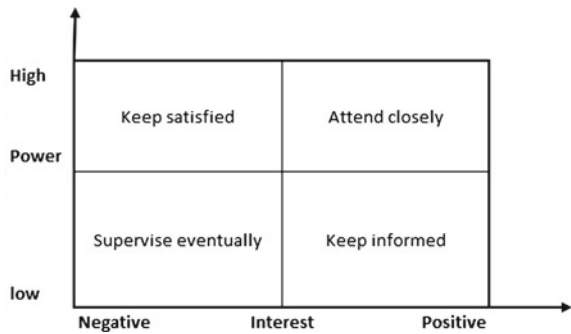 High
Keep satisfied
Attend closely
Power
Supervise eventually
Keep informed
low
Negative
Interest
Positive